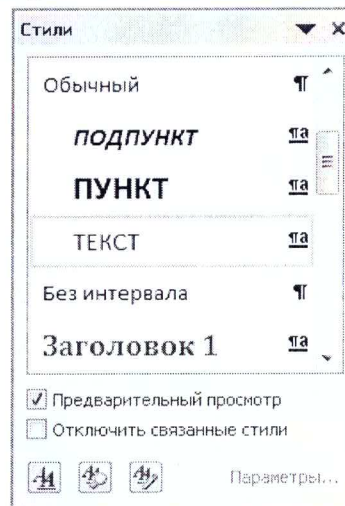 Стили
Обычный ¶
ПОДПУНКТ ¶a
ПУНКТ ¶a
ТЕКСТ ¶a
Без интервала ¶
Заголовок 1 ¶a
Предварительный просмотр
Отключить связанные стили
Параметры...